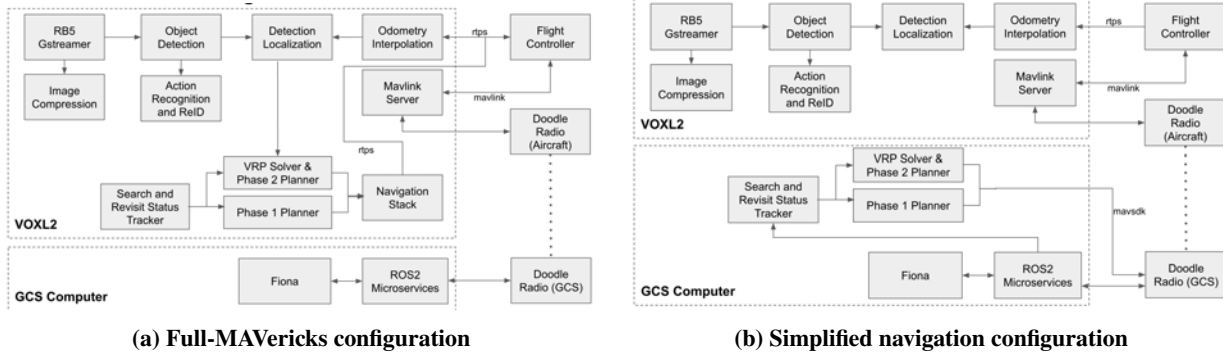 RB5
Gstreamer
Object
Detection
Detection
Localization
Odometry
Interpolation
rtps
Flight
Controller
Image
Compression
Action
Recognition
and ReID
Mavlink
Server
mavlink
Doodle
Radio
(Aircraft)
rtps
VRP Solver &
Phase 2 Planner
Search and
Revisit Status
Tracker
Navigation
Stack
Phase 1 Planner
VOXL2
Fiona
ROS2
Microservices
Doodle
Radio (GCS)
GCS Computer
(a) Full-MAVericks configuration
RB5
Gstreamer
Object
Detection
Detection
Localization
Odometry
Interpolation
rtps
Flight
Controller
Image
Compression
Action
Recognition
and ReID
Mavlink
Server
mavlink
VOXL2
Doodle
Radio
(Aircraft)
VRP Solver &
Phase 2 Planner
Search and
Revisit Status
Tracker
Phase 1 Planner
mavsdk
Fiona
ROS2
Microservices
Doodle
Radio (GCS)
GCS Computer
(b) Simplified navigation configuration